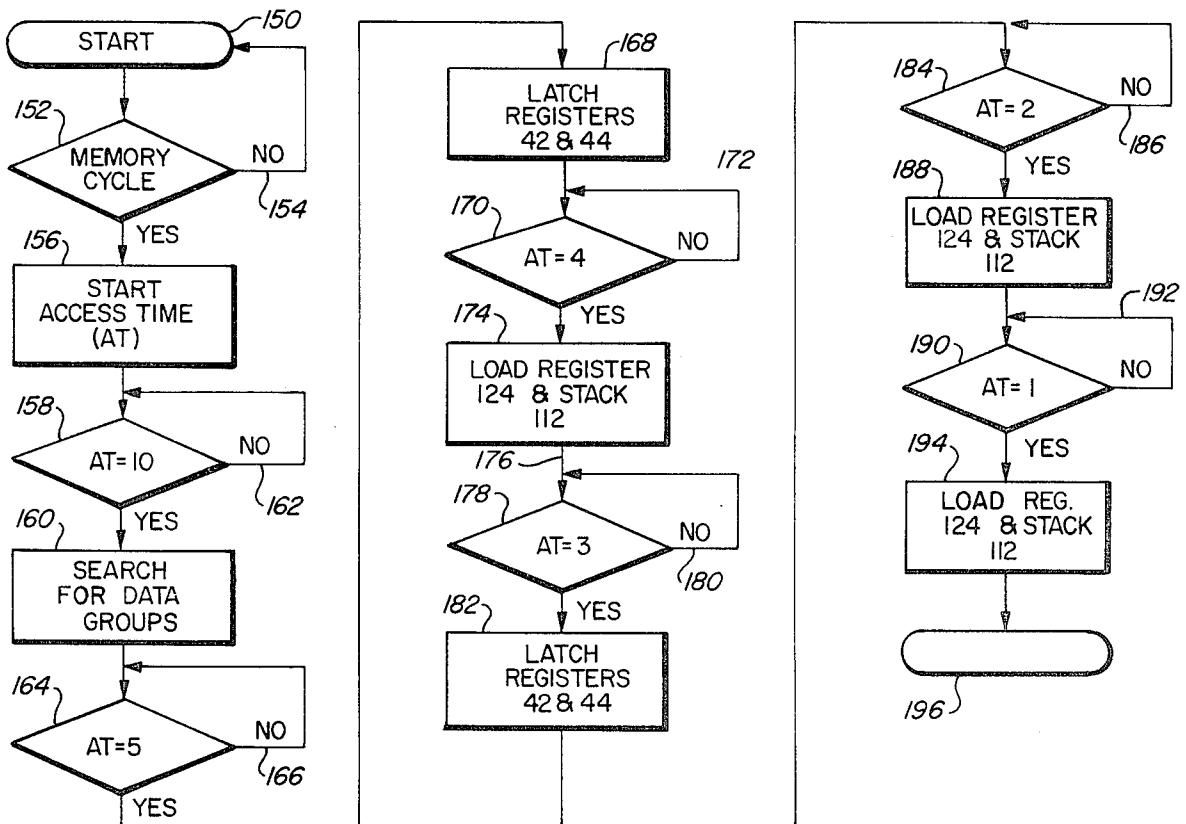 150
START
152
MEMORY
CYCLE
NO
154
YES
156
START
ACCESS TIME
(AT)
158
AT=10
NO
162
YES
160
SEARCH
FOR DATA
GROUPS
164
AT=5
NO
166
YES
168
LATCH
REGISTERS
42 & 44
172
170
AT=4
NO
YES
174
LOAD REGISTER
124 & STACK
112
176
178
AT=3
NO
180
YES
182
LATCH
REGISTERS
42 & 44
184
AT=2
NO
186
YES
188
LOAD REGISTER
124 & STACK
112
192
190
AT=1
NO
YES
194
LOAD REG.
124 & STACK
112
196